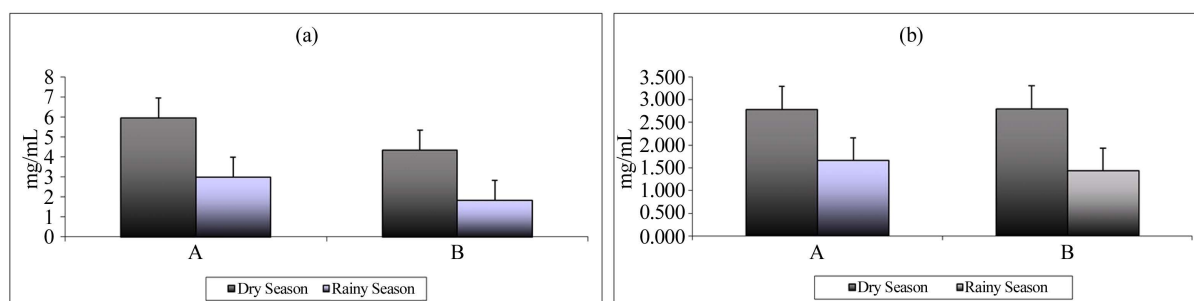 (a)
mg/mL
8
7
6
5
4
3
2
1
0
A B
Dry Season Rainy Season
(b)
mg/mL
3.500
3.000
2.500
2.000
1.500
1.000
0.500
0.000
A B
Dry Season Rainy Season